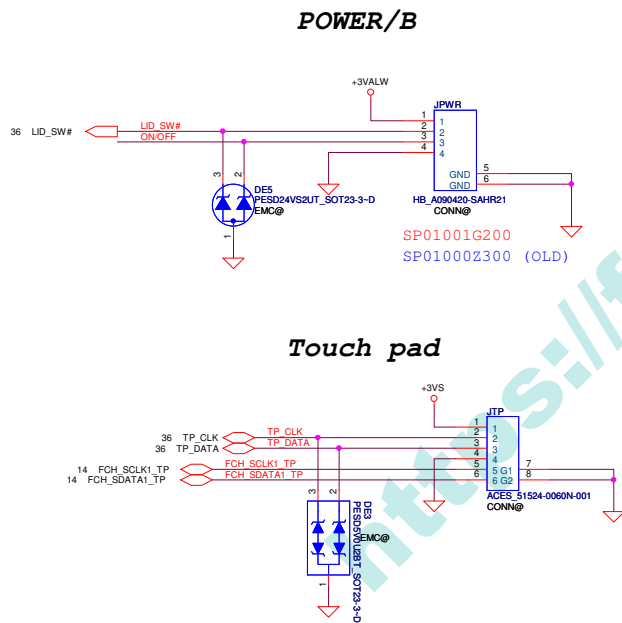 POWER/B
+3VALW
JPWR
36 LID_SW#
LID_SW#
ON/OFF
1 1
2 2
3 3
4 4
GND 5
GND 6
3 2
DE5
PESD24VS2UT_SOT23-3~D
EMC@
1
HB_A090420-SAHR21
CONN@
SP01001G200
SP01000Z300 (OLD)
Touch pad
+3VS
JTP
36 TP_CLK TP_CLK
36 TP_DATA TP_DATA
14 FCH_SCLK1_TP FCH_SCLK1_TP
14 FCH_SDATA1_TP FCH_SDATA1_TP
1 1
2 2
3 3
4 4
5 5 G1 7
6 6 G2 8
ACES_51524-0060N-001
CONN@
3 2
DE3
PESD5V0U2BT_SOT23-3~D
EMC@
1
https://f